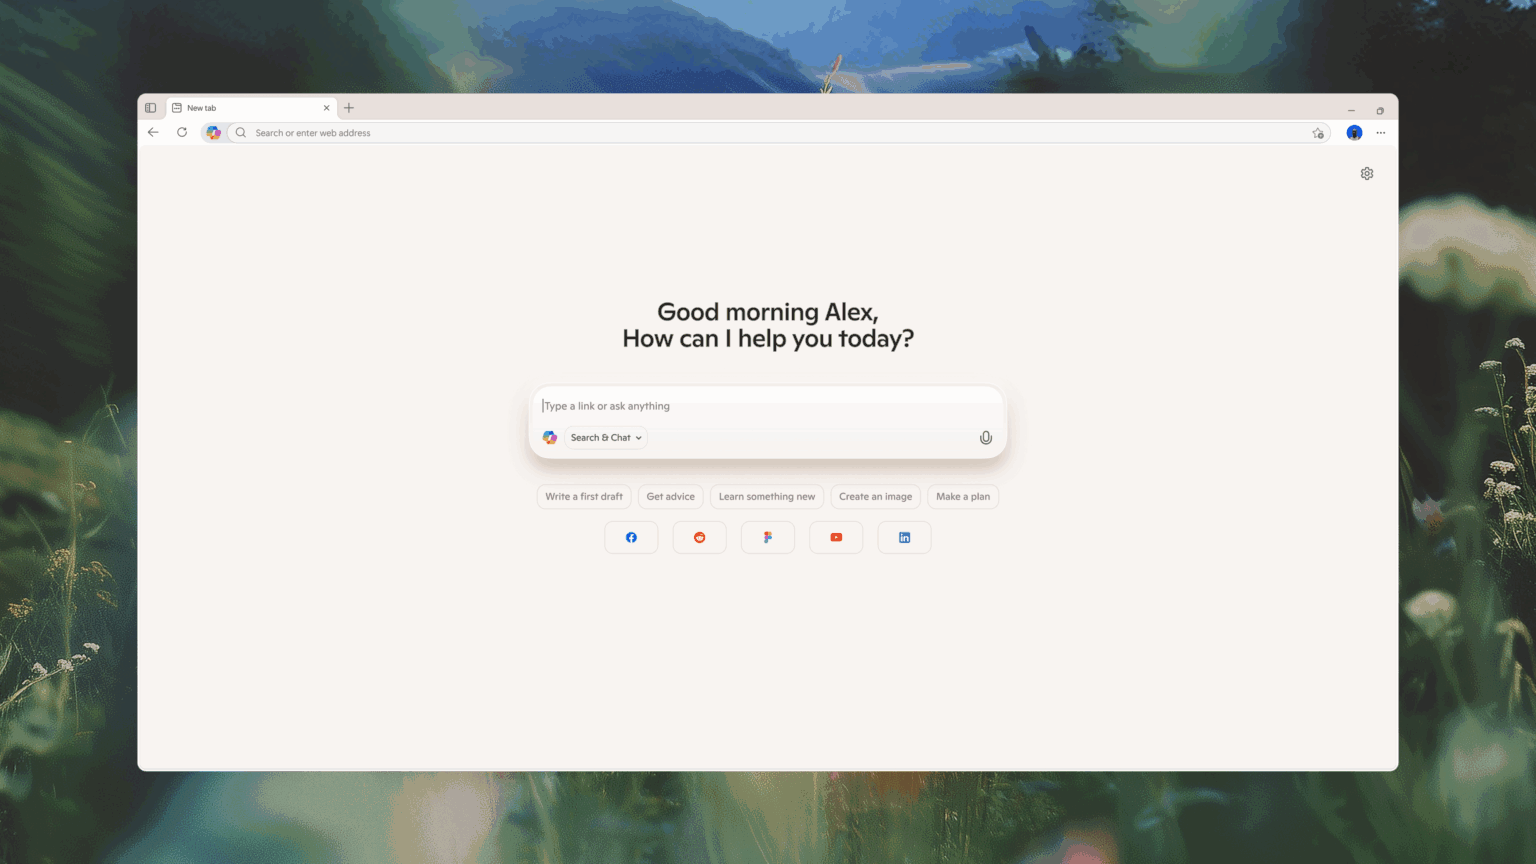 New tab
Search or enter web address
Good morning Alex,
How can I help you today?
Type a link or ask anything
Search & Chat
Write a first draft
Get advice
Learn something new
Create an image
Make a plan
in